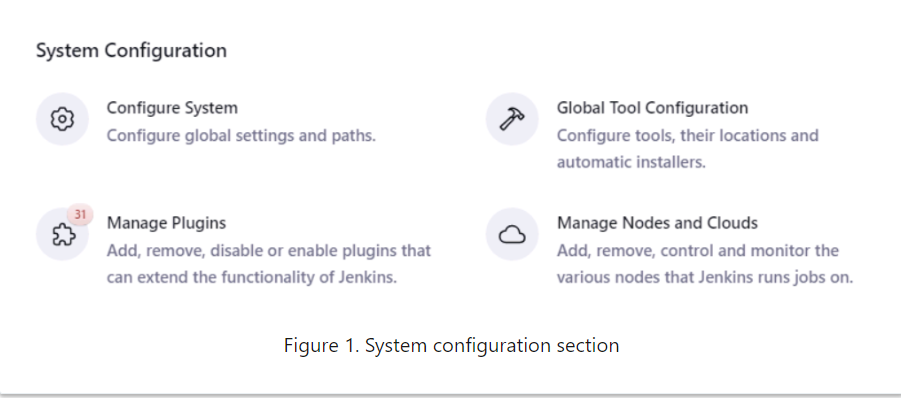 System Configuration
Configure System
Configure global settings and paths.
Global Tool Configuration
Configure tools, their locations and
automatic installers.
31
Manage Plugins
Add, remove, disable or enable plugins that
can extend the functionality of Jenkins.
Manage Nodes and Clouds
Add, remove, control and monitor the
various nodes that Jenkins runs jobs on.
Figure 1. System configuration section